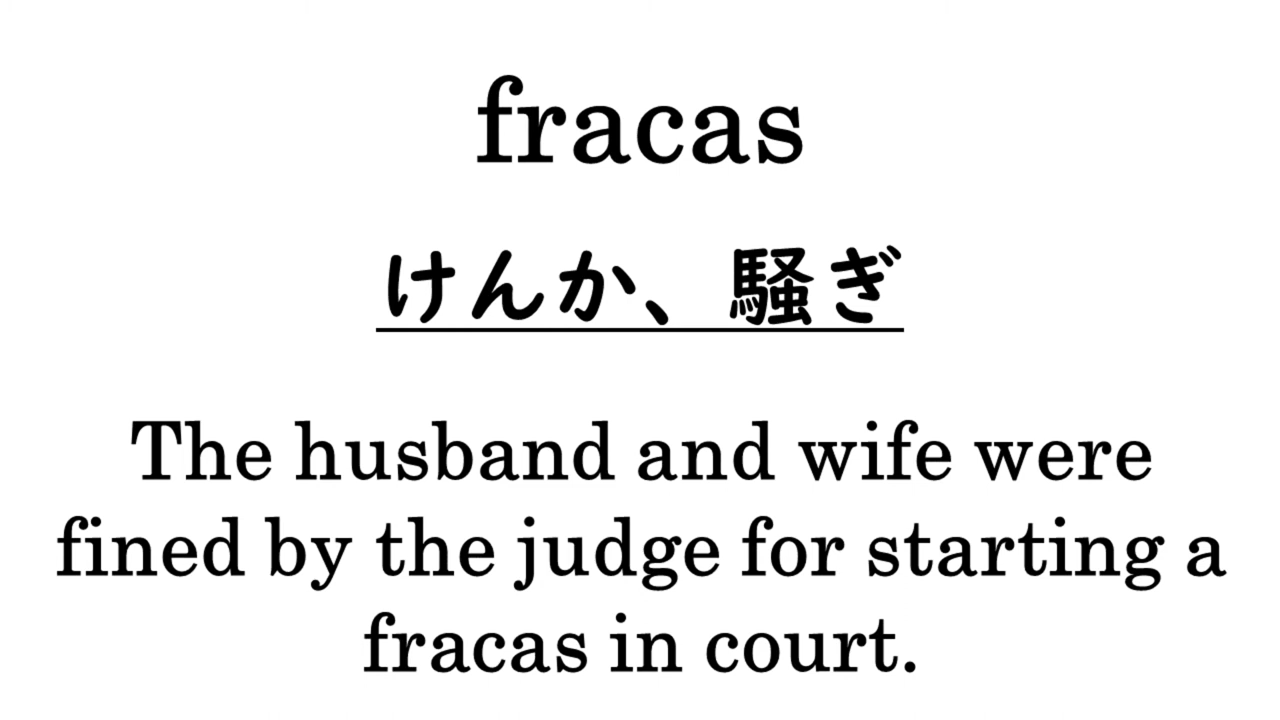 fracas
けんか、騒ぎ
The husband and wife were
fined by the judge for starting a
fracas in court.